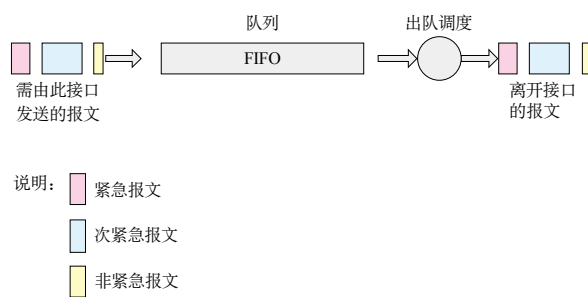 队列
出队调度
FIFO
需由此接口
发送的报文
离开接口
的报文
说明：
紧急报文
次紧急报文
非紧急报文